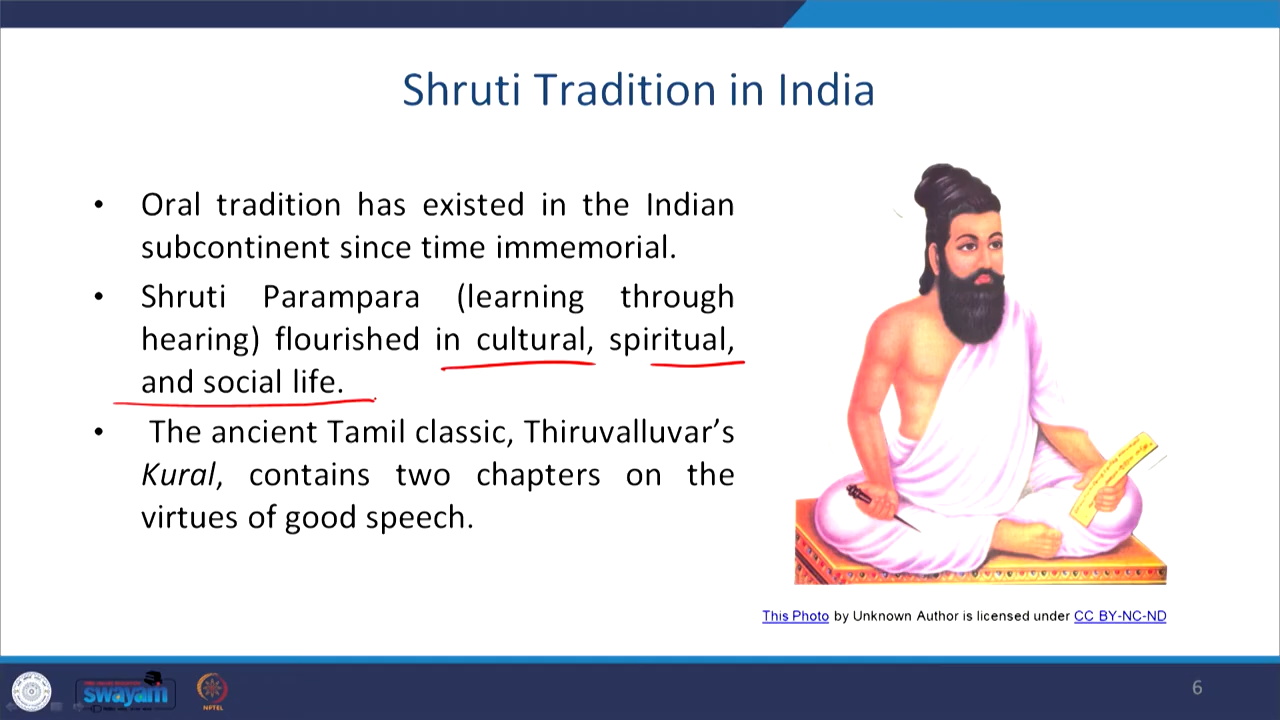 Shruti Tradition in India
• Oral tradition has existed in the Indian
subcontinent since time immemorial.
• Shruti Parampara (learning through
hearing) flourished in cultural, spiritual,
and social life.
• The ancient Tamil classic, Thiruvalluvar’s
Kural, contains two chapters on the
virtues of good speech.
This Photo by Unknown Author is licensed under CC BY-NC-ND
swayam
NPTEL
6